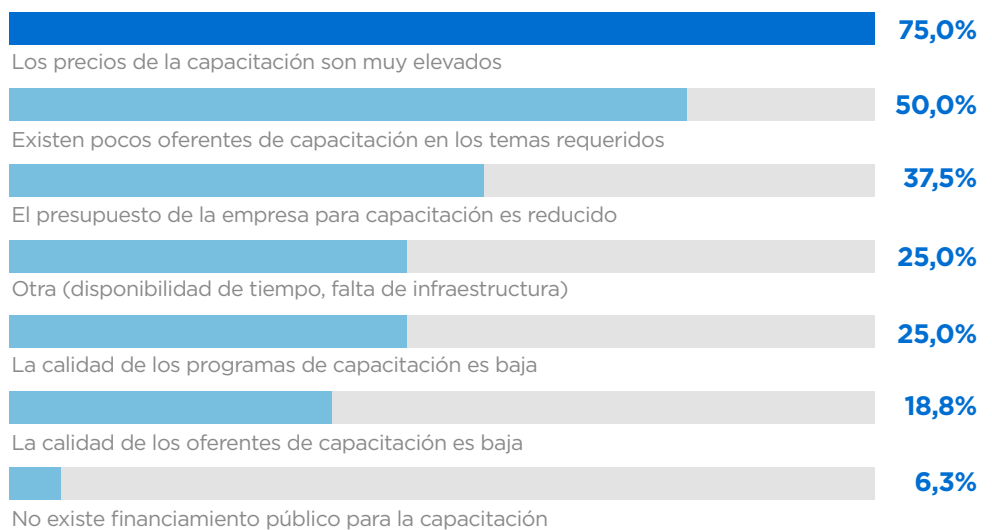 75,0%
Los precios de la capacitación son muy elevados
50,0%
Existen pocos oferentes de capacitación en los temas requeridos
37,5%
El presupuesto de la empresa para capacitación es reducido
25,0%
Otra (disponibilidad de tiempo, falta de infraestructura)
25,0%
La calidad de los programas de capacitación es baja
18,8%
La calidad de los oferentes de capacitación es baja
6,3%
No existe financiamiento público para la capacitación